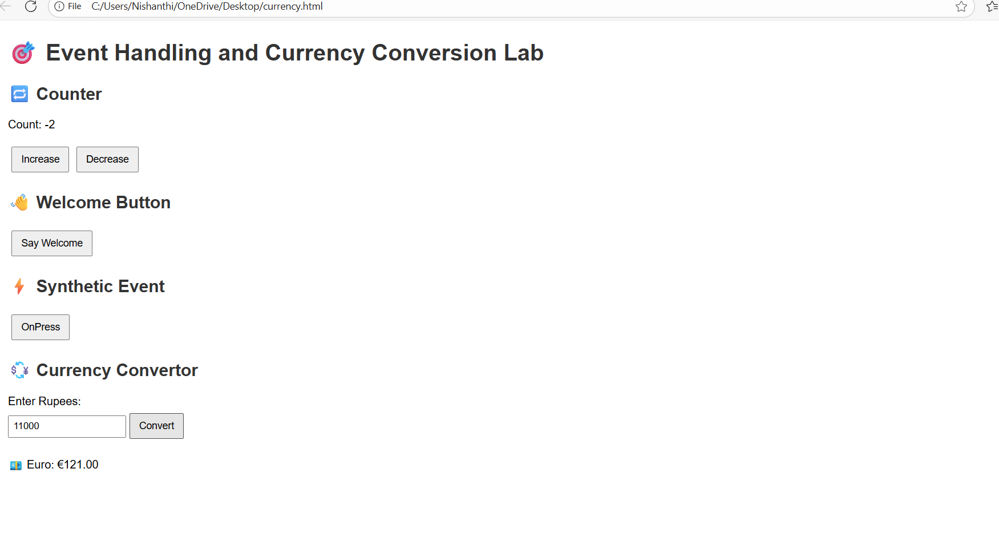 File C:/Users/Nishanthi/OneDrive/Desktop/currency.html
🎯 Event Handling and Currency Conversion Lab
🔁 Counter
Count: -2
Increase Decrease
👋 Welcome Button
Say Welcome
⚡ Synthetic Event
OnPress
💱 Currency Convertor
Enter Rupees:
11000 Convert
💶 Euro: €121.00